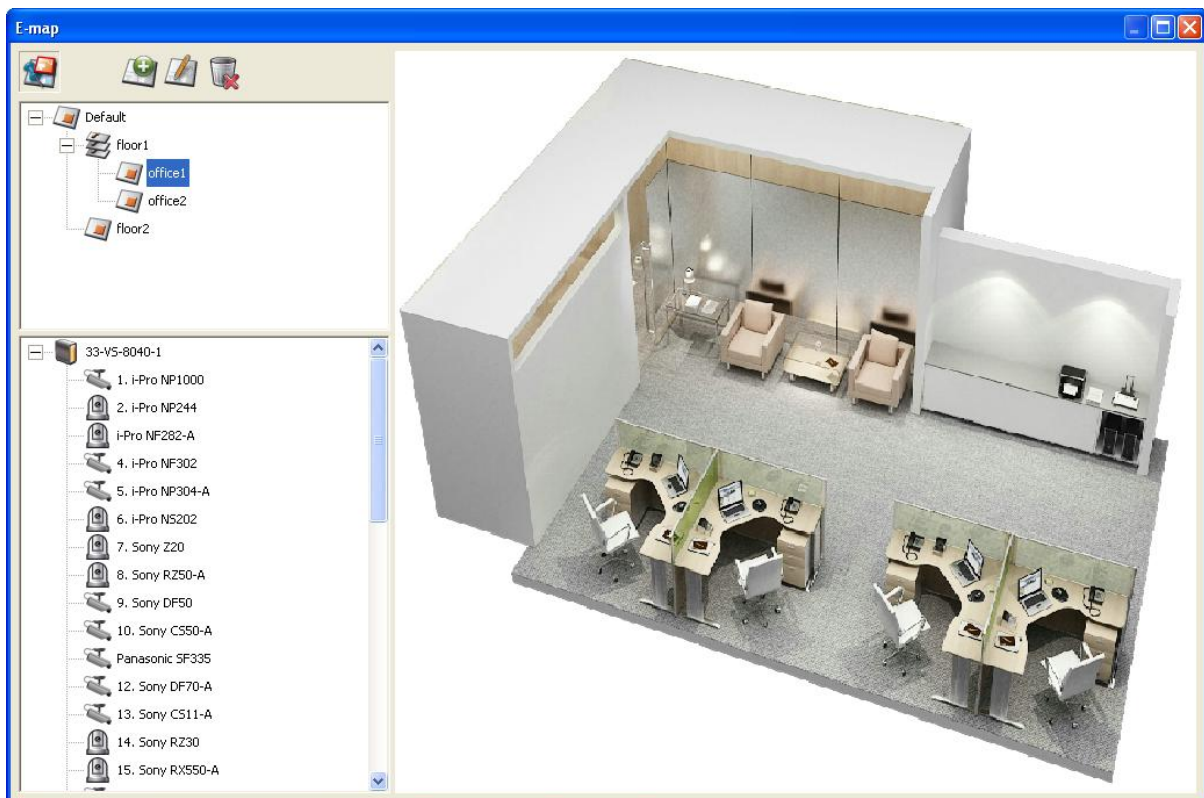 E-map
Default
floor1
office1
office2
floor2
33-VS-8040-1
1. i-Pro NP1000
2. i-Pro NP244
i-Pro NF282-A
4. i-Pro NF302
5. i-Pro NP304-A
6. i-Pro NS202
7. Sony Z20
8. Sony RZ50-A
9. Sony DF50
10. Sony CS50-A
Panasonic SF335
12. Sony DF70-A
13. Sony CS11-A
14. Sony RZ30
15. Sony RX550-A